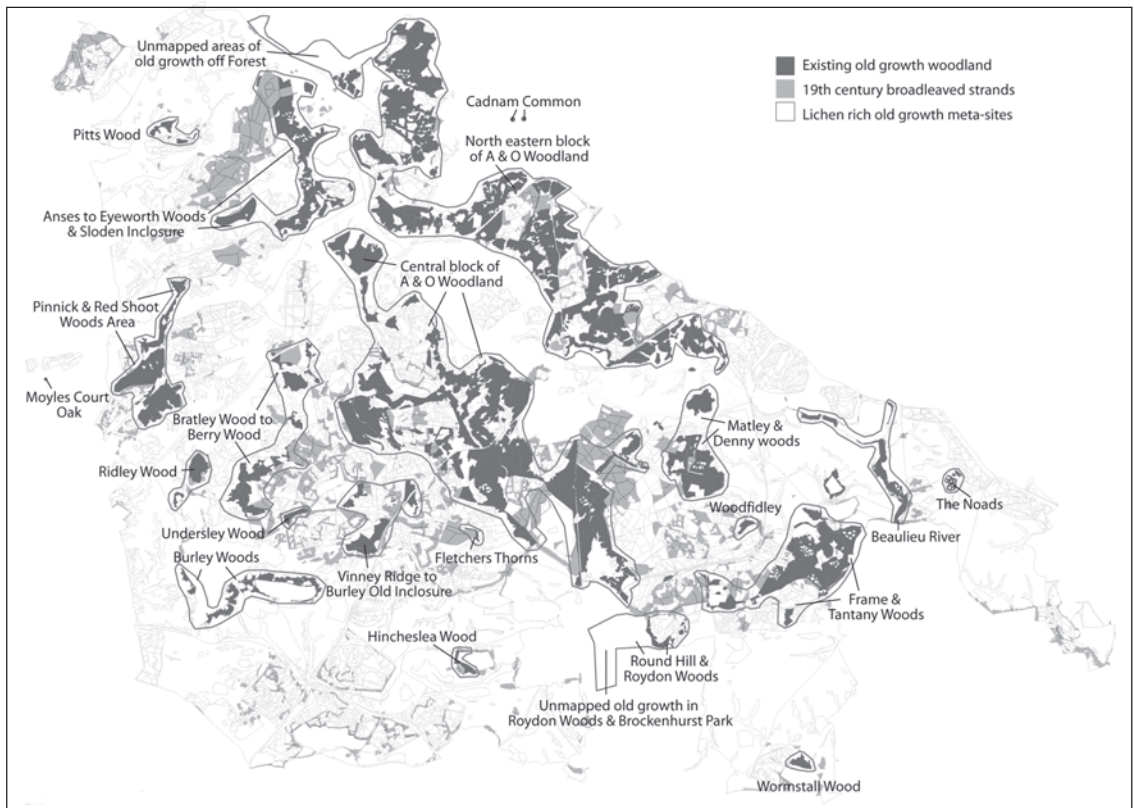 Unmapped areas of
old growth off Forest
Existing old growth woodland
19th century broadleaved strands
Lichen rich old growth meta-sites
Cadnam Common
Pitts Wood
North eastern block
of A & O Woodland
Anses to Eyeworth Woods
& Sloden Inclosure
Central block of
A & O Woodland
Pinnick & Red Shoot
Woods Area
Moyles Court
Oak
Bratley Wood to
Berry Wood
Matley &
Denny woods
Ridley Wood
The Noads
Woodfidley
Undersley Wood
Beaulieu River
Burley Woods
Fletchers Thorns
Vinney Ridge to
Burley Old Inclosure
Frame &
Tantany Woods
Hincheslea Wood
Round Hill &
Roydon Woods
Unmapped old growth in
Roydon Woods & Brockenhurst Park
Wormstall Wood